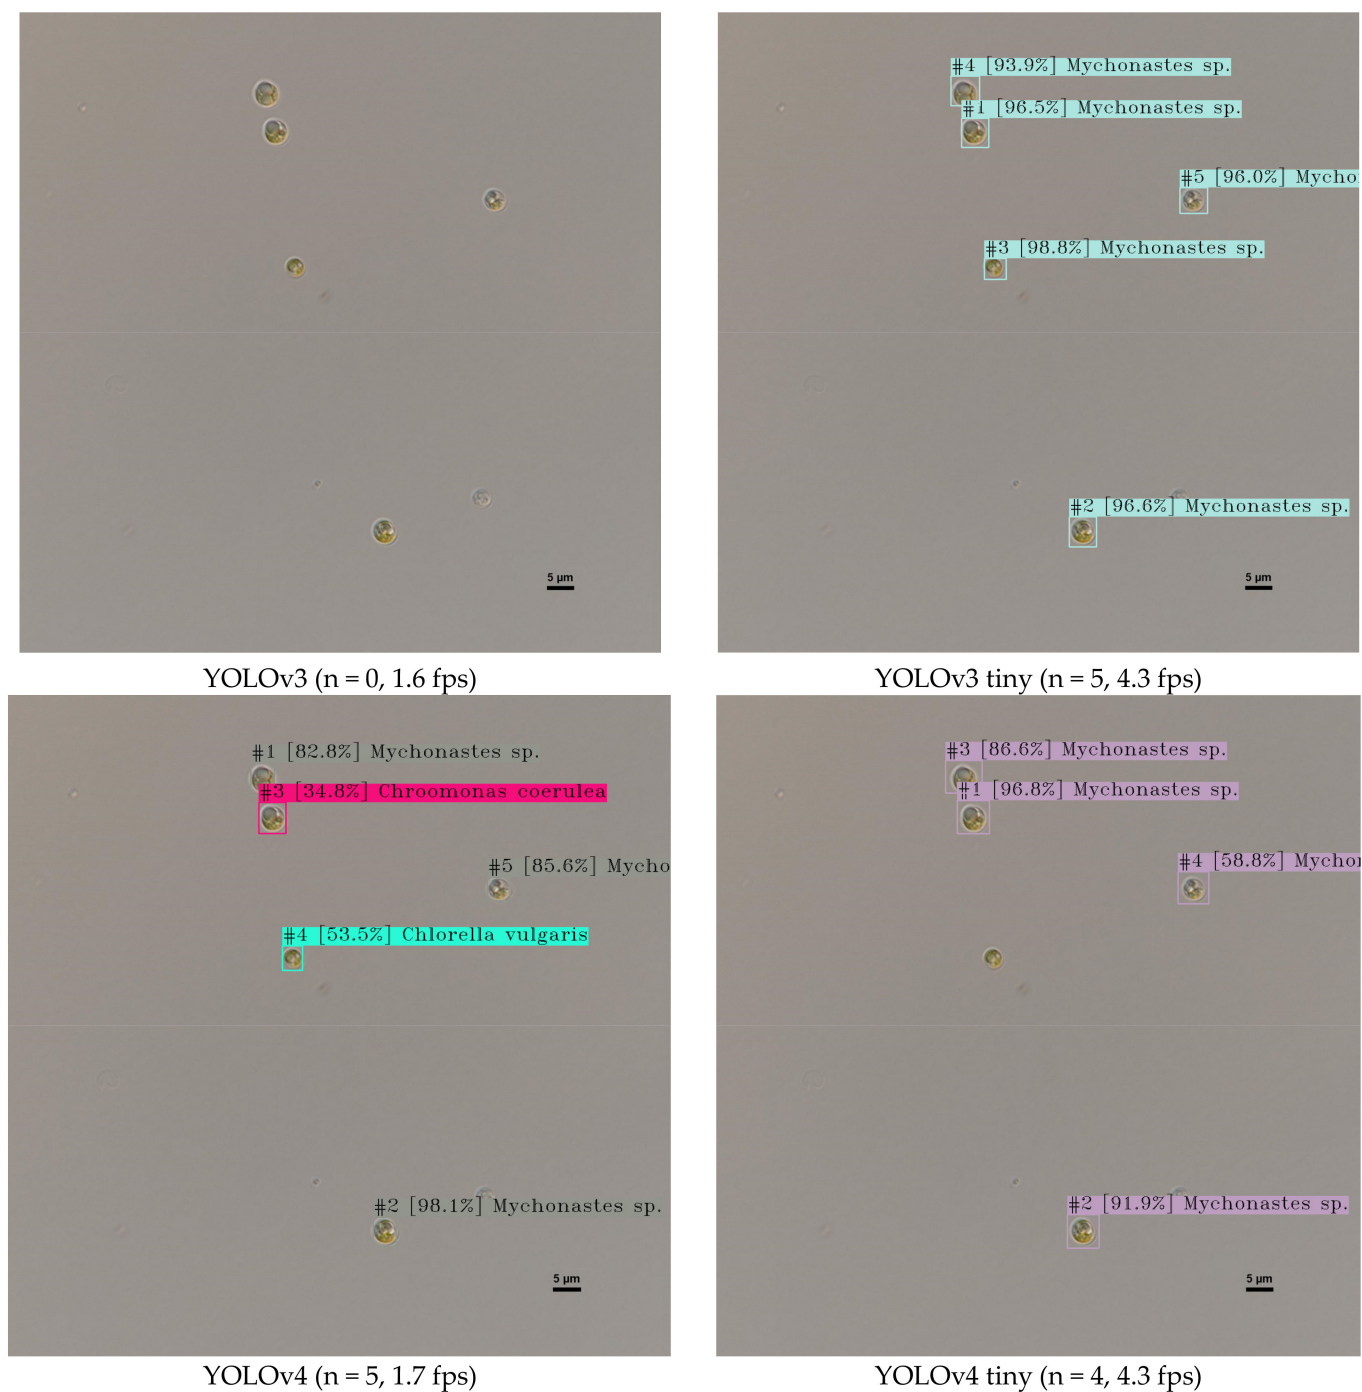 #4 [93.9%] Mychonastes sp.
#1 [96.5%] Mychonastes sp.
#5 [96.0%] Mycho
#3 [98.8%] Mychonastes sp.
#2 [96.6%] Mychonastes sp.
5 µm
5 µm
YOLOv3 (n = 0, 1.6 fps)
YOLOv3 tiny (n = 5, 4.3 fps)
#1 [82.8%] Mychonastes sp.
#3 [34.8%] Chroomonas coerulea
#5 [85.6%] Mycho
#4 [53.5%] Chlorella vulgaris
#2 [98.1%] Mychonastes sp.
5 µm
#3 [86.6%] Mychonastes sp.
#1 [96.8%] Mychonastes sp.
#4 [58.8%] Mychon
#2 [91.9%] Mychonastes sp.
5 µm
YOLOv4 (n = 5, 1.7 fps)
YOLOv4 tiny (n = 4, 4.3 fps)